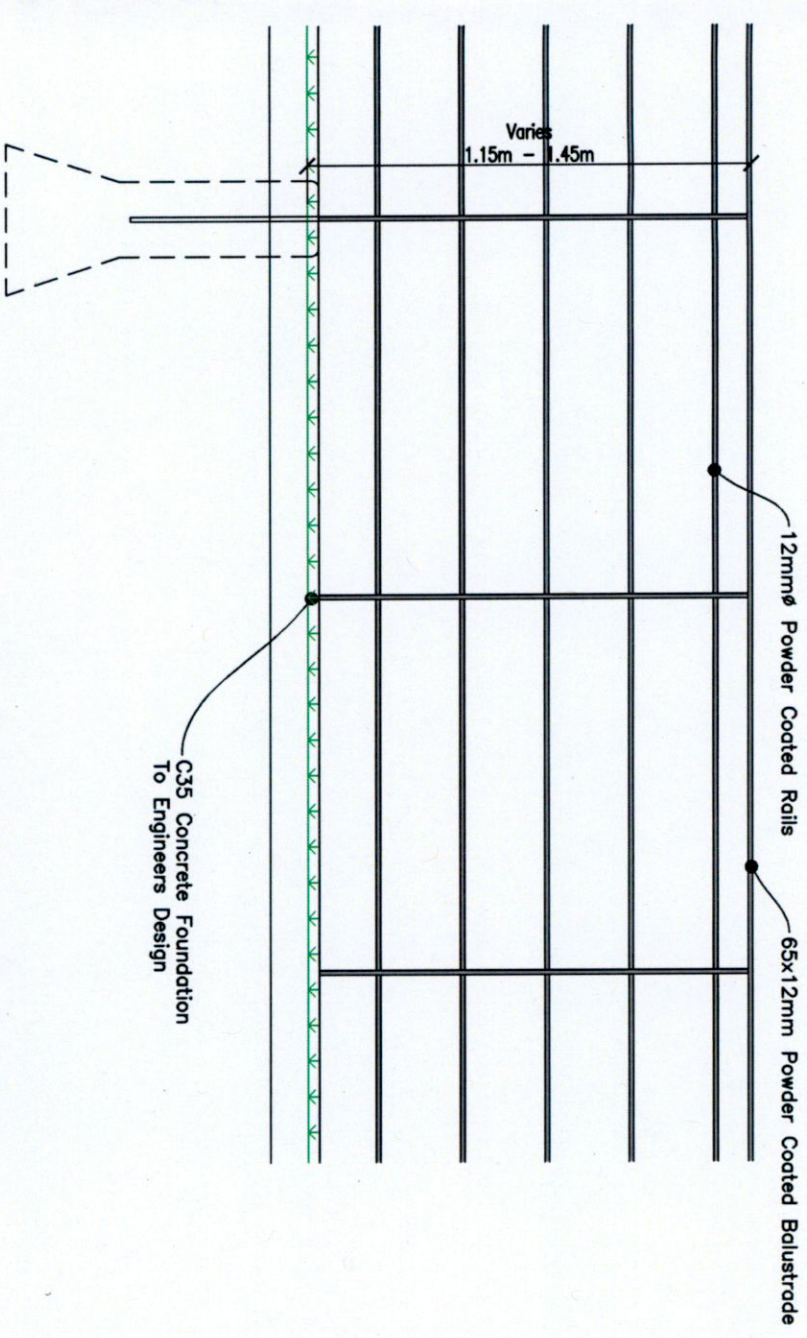 Varies
1.15m - 1.45m
12mmø Powder Coated Rails
65x12mm Powder Coated Balustrade
C35 Concrete Foundation
To Engineers Design